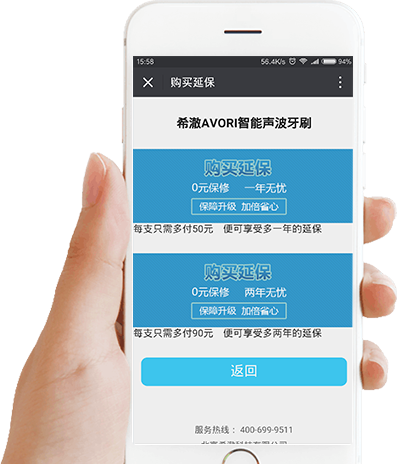 15:58 56.4K/s 94%
购买延保
希澈AVORI智能声波牙刷
购买延保
0元保修 一年无忧
保障升级 加倍省心
每支只需多付50元 便可享受多一年的延保
购买延保
0元保修 两年无忧
保障升级 加倍省心
每支只需多付90元 便可享受多两年的延保
返回
服务热线： 400-699-9511